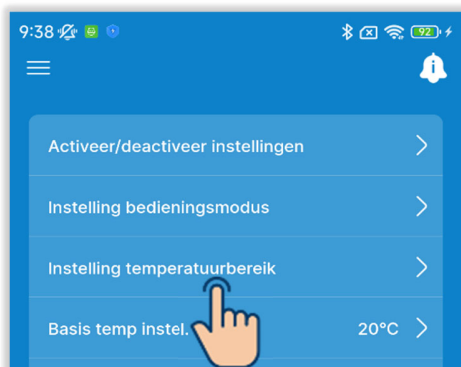 9:38 92
Activeer/deactiveer instellingen
Instelling bedieningsmodus
Instelling temperatuurbereik
Basis temp instel. 20°C